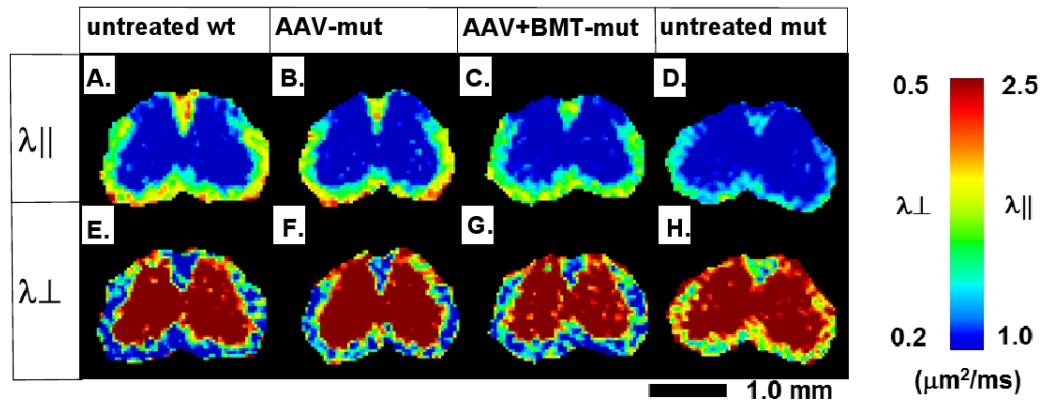 untreated wt AAV-mut AAV+BMT-mut untreated mut
A. B. C. D.
λ||
E. F. G. H.
λ⊥
0.5 2.5
λ⊥ λ||
0.2 1.0
(μm²/ms)
1.0 mm